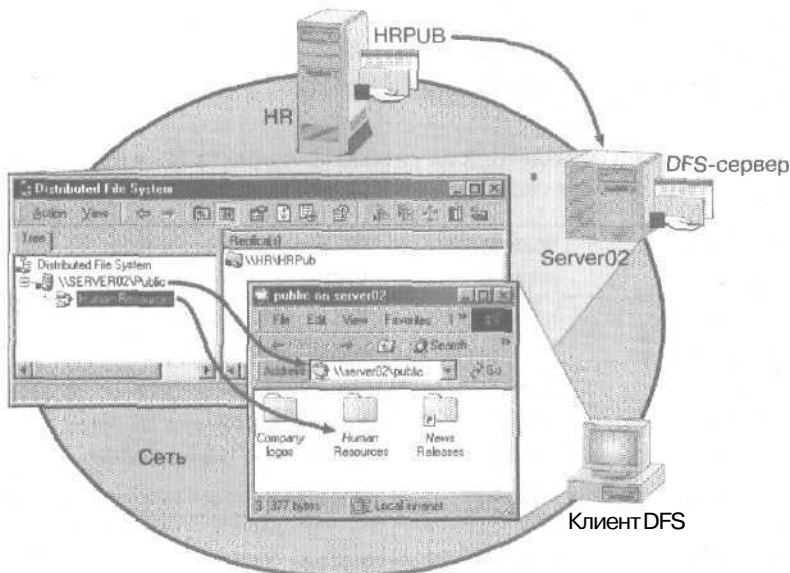 HRPUB
HR
DFS-сервер
Server02
Distributed File System
Action View
Tree
Replica(s)
Distributed File System
\\SERVER02\Public
Human Resources
\\HR\HRPub
public on server02
File Edit View Favorites
Search
Address \\server02\public Go
Company logos
Human Resources
News Releases
Сеть
Local intranet
Клиент DFS